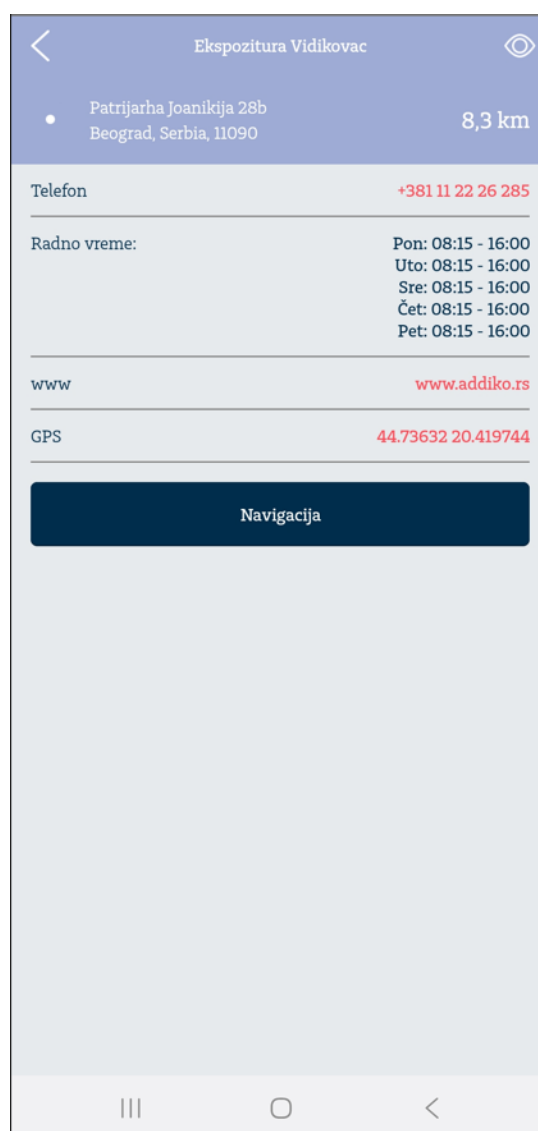 Ekspozitura Vidikovac
Patrijarha Joanikija 28b
Beograd, Serbia, 11090
8,3 km
Telefon
+381 11 22 26 285
Radno vreme:
Pon: 08:15 - 16:00
Uto: 08:15 - 16:00
Sre: 08:15 - 16:00
Čet: 08:15 - 16:00
Pet: 08:15 - 16:00
www
www.addiko.rs
GPS
44.73632 20.419744
Navigacija